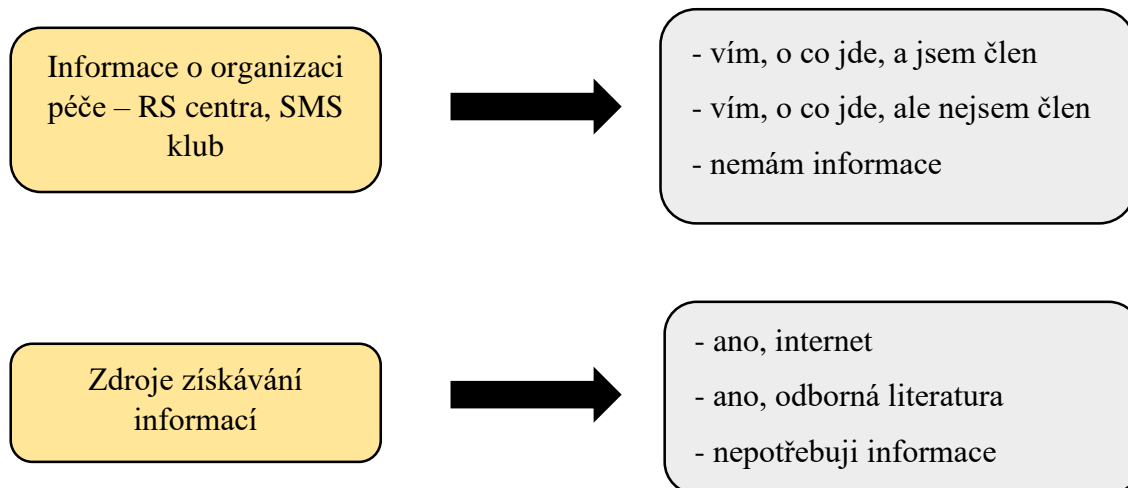 Informace o organizaci
péče – RS centra, SMS
klub
- vím, o co jde, a jsem člen
- vím, o co jde, ale nejsem člen
- nemám informace
Zdroje získávání
informací
- ano, internet
- ano, odborná literatura
- nepotřebuji informace